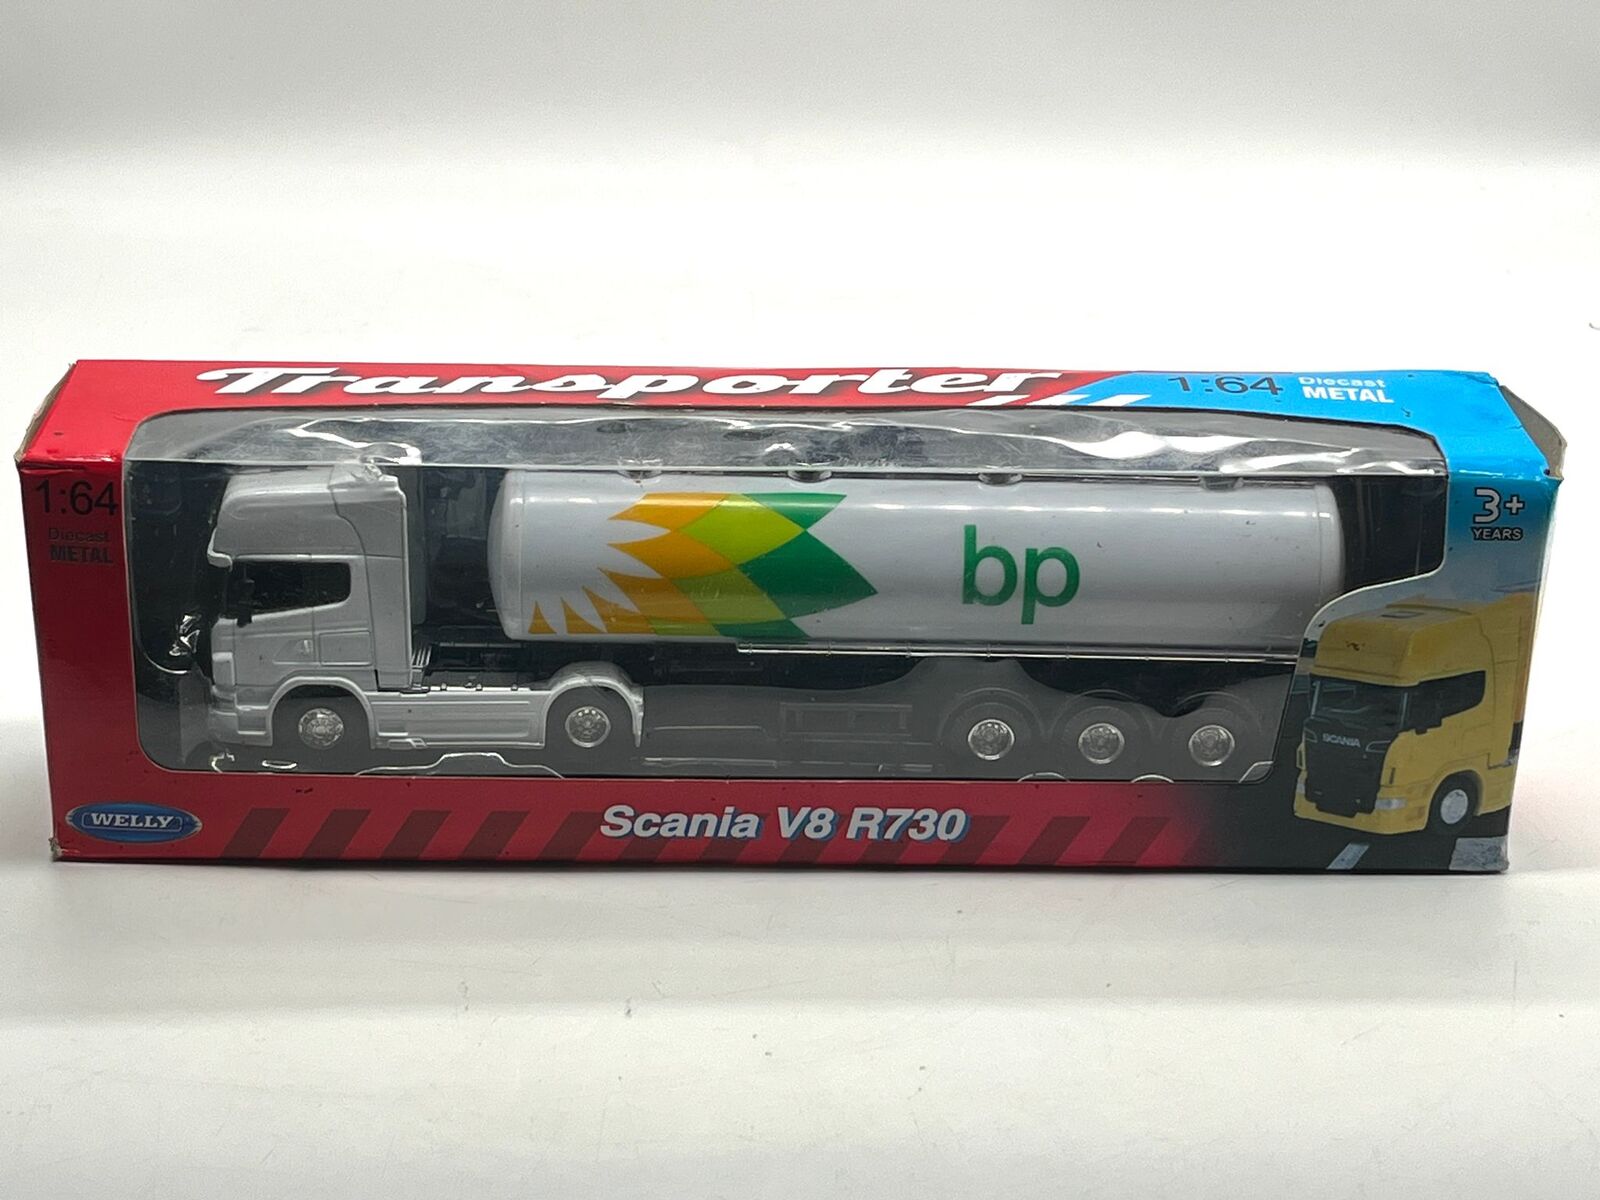 Transporter
1:64 Diecast
METAL
1:64
Diecast
METAL
3+
YEARS
bp
SCANIA
WELLY
Scania V8 R730